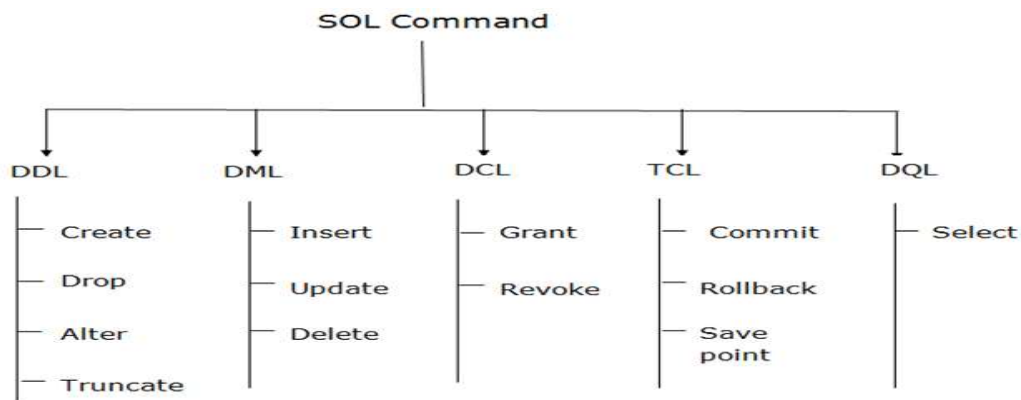 SOL Command
DDL
DML
DCL
TCL
DQL
Create
Drop
Alter
Truncate
Insert
Update
Delete
Grant
Revoke
Commit
Rollback
Save
point
Select